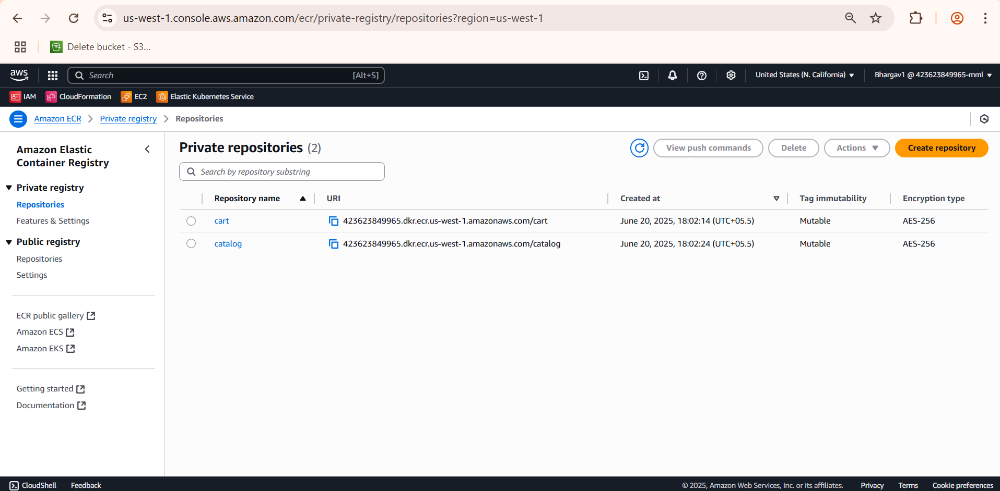 us-west-1.console.aws.amazon.com/ecr/private-registry/repositories?region=us-west-1
Delete bucket - S3...
aws
Search [Alt+S]
United States (N. California)
Bhargav1 @ 423623849965-mml
IAM CloudFormation EC2 Elastic Kubernetes Service
Amazon ECR Private registry Repositories
Amazon Elastic
Container Registry
Private registry
Repositories
Features & Settings
Public registry
Repositories
Settings
ECR public gallery
Amazon ECS
Amazon EKS
Getting started
Documentation
Private repositories (2)
View push commands Delete Actions Create repository
Search by repository substring
Repository name URI Created at Tag immutability Encryption type
cart 423623849965.dkr.ecr.us-west-1.amazonaws.com/cart June 20, 2025, 18:02:14 (UTC+05.5) Mutable AES-256
catalog 423623849965.dkr.ecr.us-west-1.amazonaws.com/catalog June 20, 2025, 18:02:24 (UTC+05.5) Mutable AES-256
CloudShell Feedback © 2025, Amazon Web Services, Inc. or its affiliates. Privacy Terms Cookie preferences